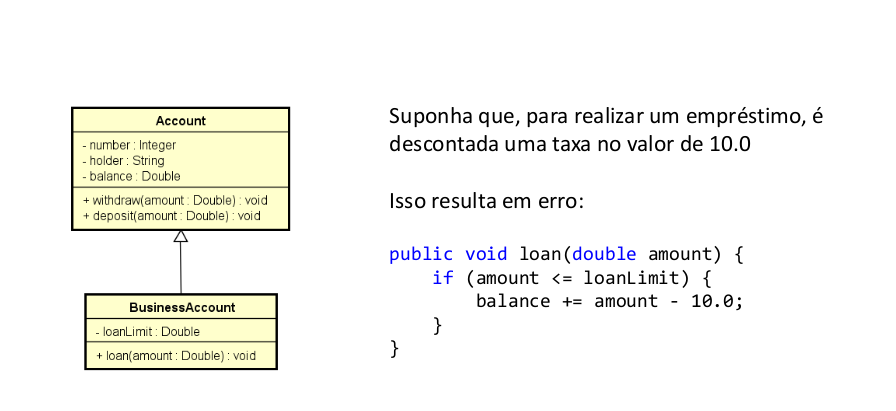 Account
- number : Integer
- holder : String
- balance : Double
+ withdraw(amount : Double) : void
+ deposit(amount : Double) : void
BusinessAccount
- loanLimit : Double
+ loan(amount : Double) : void
Suponha que, para realizar um empréstimo, é
descontada uma taxa no valor de 10.0
Isso resulta em erro:
public void loan(double amount) {
if (amount <= loanLimit) {
balance += amount - 10.0;
}
}